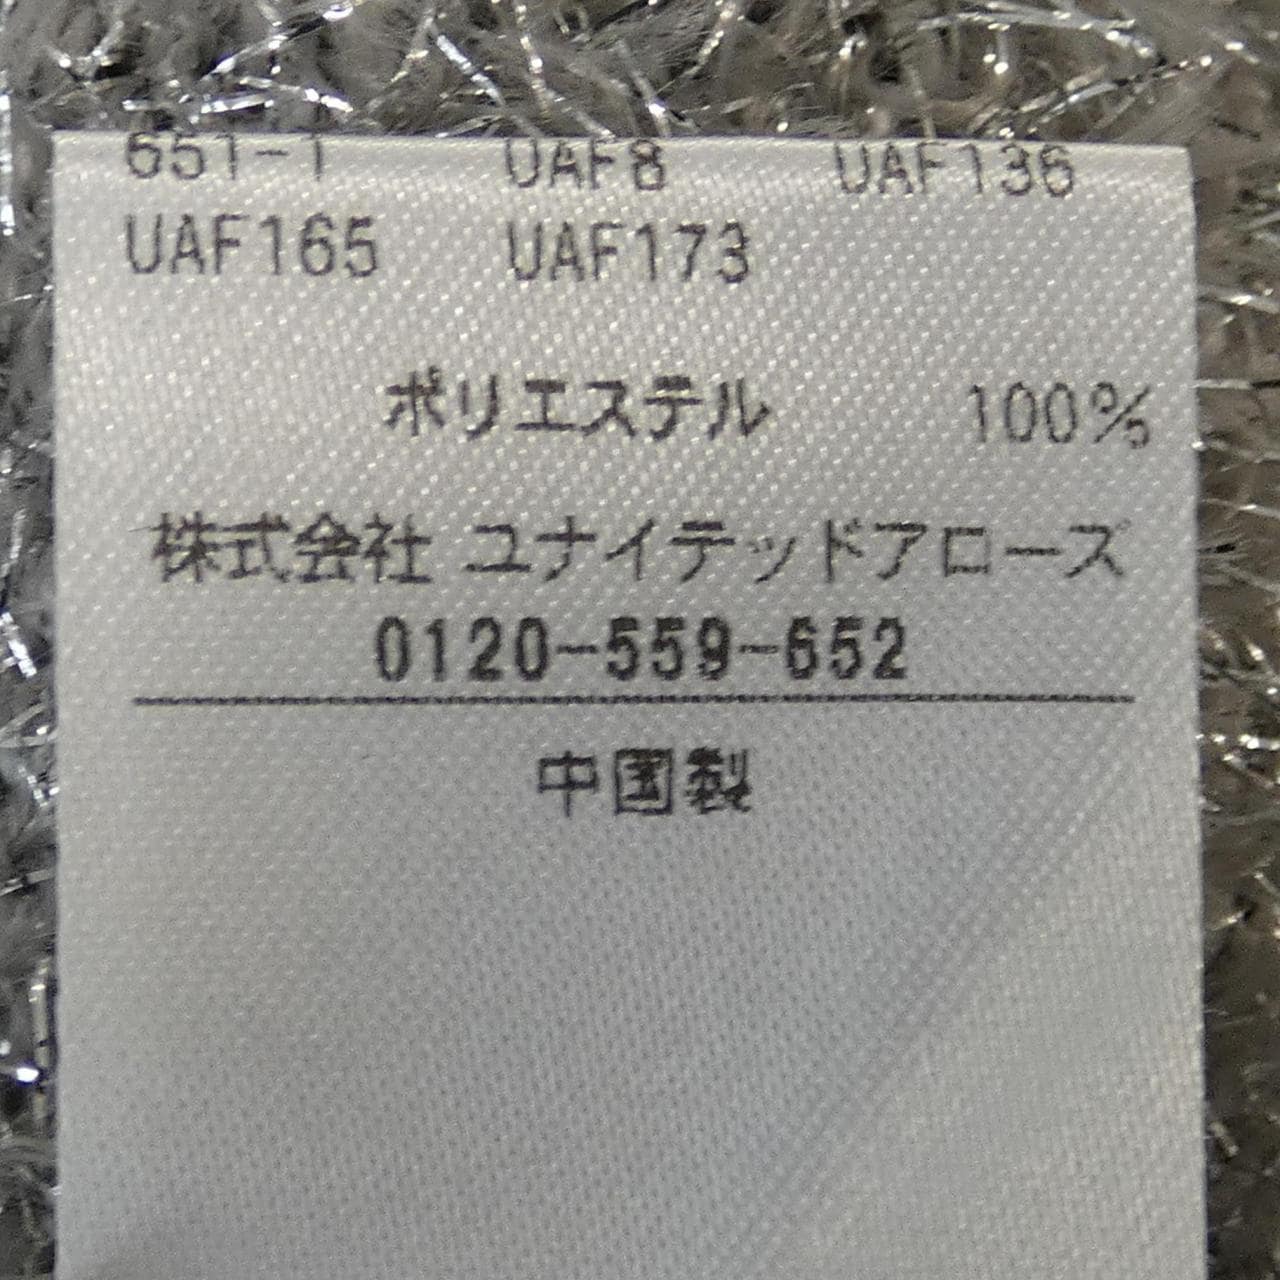 651-1 UAF8 UAF136
UAF165 UAF173
ポリエステル 100%
株式会社 ユナイテッドアローズ
0120-559-652
中国製